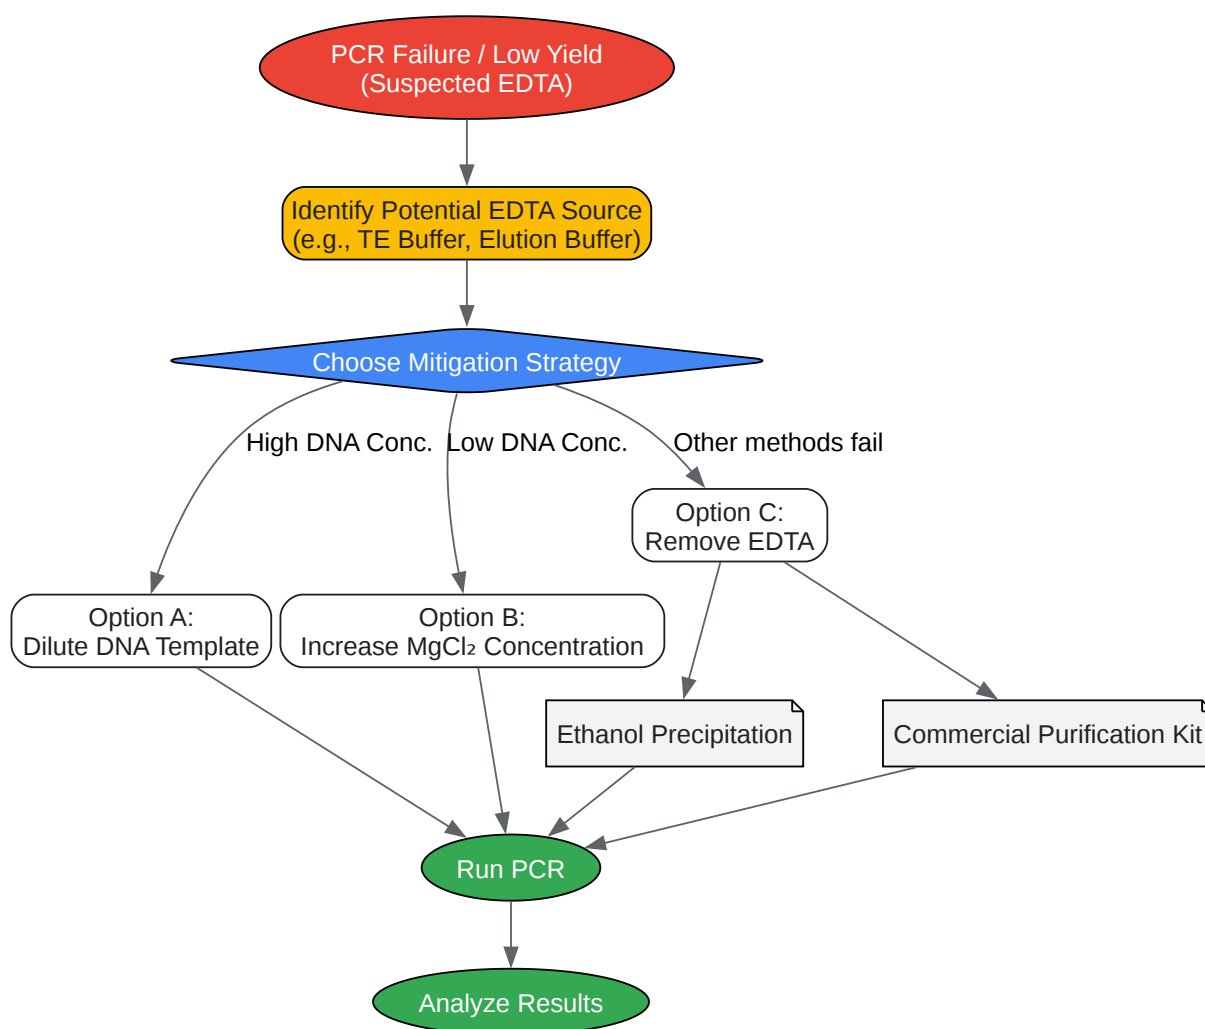 PCR Failure / Low Yield
(Suspected EDTA)
Identify Potential EDTA Source
(e.g., TE Buffer, Elution Buffer)
Choose Mitigation Strategy
High DNA Conc.
Low DNA Conc.
Other methods fail
Option C:
Remove EDTA
Option A:
Dilute DNA Template
Option B:
Increase MgCl₂ Concentration
Ethanol Precipitation
Commercial Purification Kit
Run PCR
Analyze Results